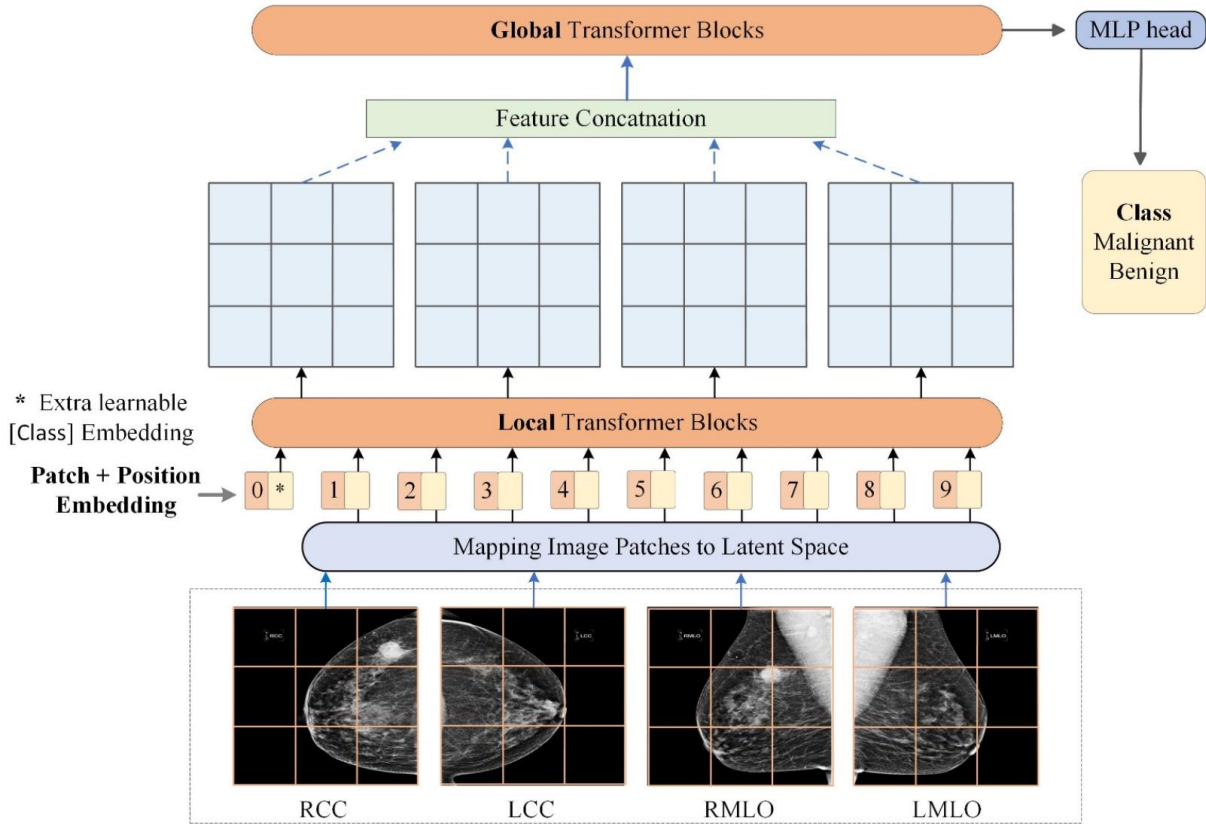 Global Transformer Blocks
MLP head
Feature Concatnation
Class
Malignant
Benign
* Extra learnable
[Class] Embedding
Local Transformer Blocks
Patch + Position
Embedding
0 * 1 2 3 4 5 6 7 8 9
Mapping Image Patches to Latent Space
RCC
LCC
RMLO
LMLO
RCC
LCC
RMLO
LMLO